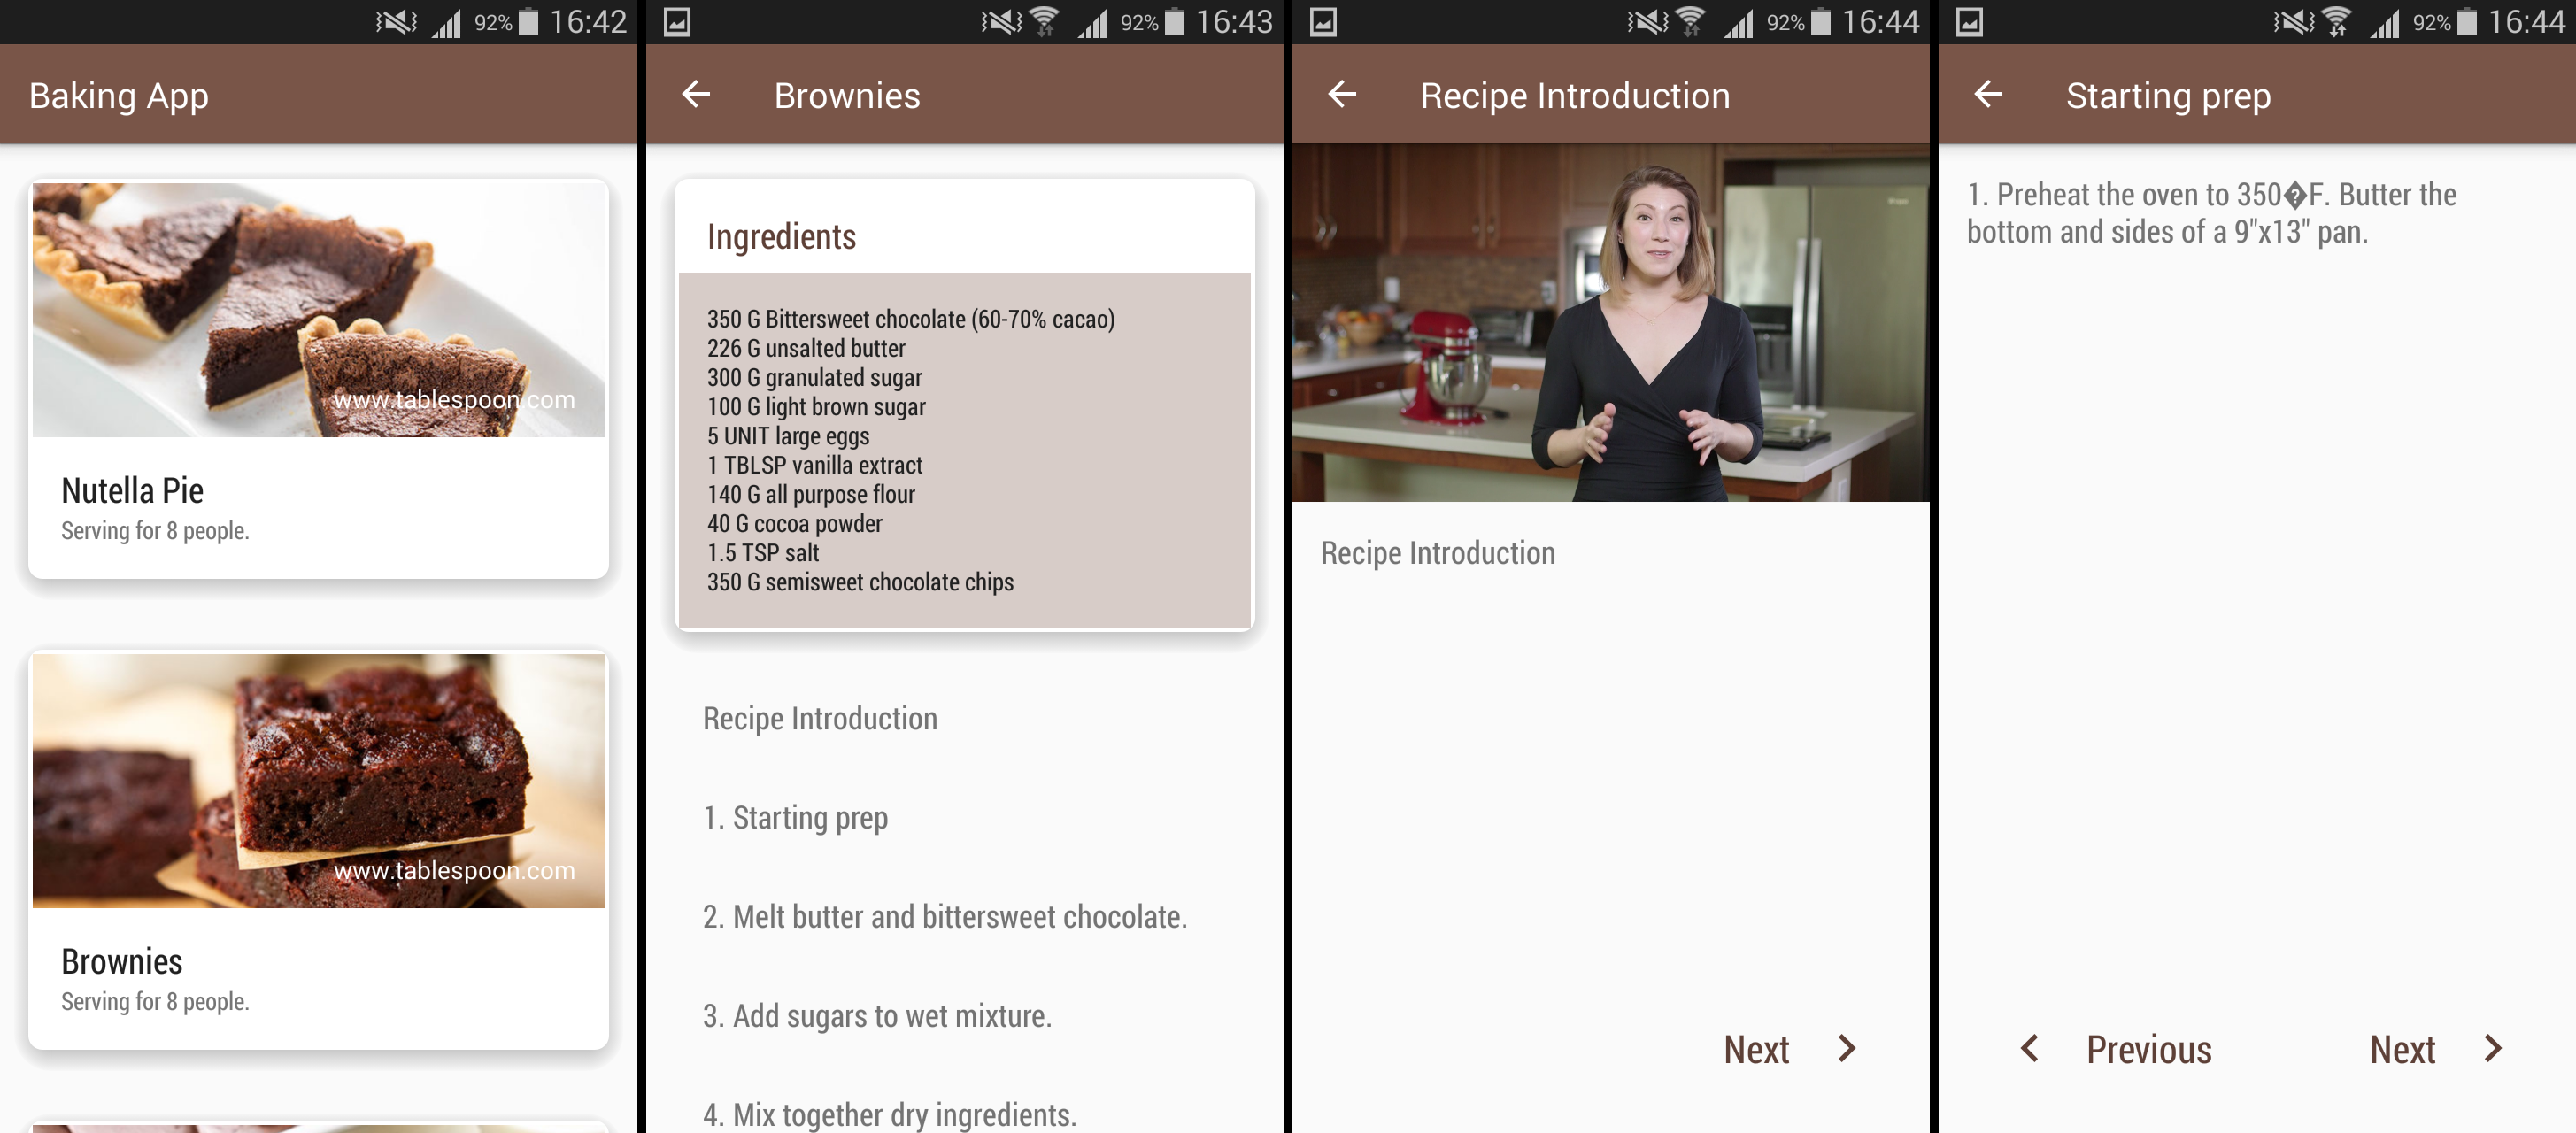 92% 16:42
Baking App
www.tablespoon.com
Nutella Pie
Serving for 8 people.
www.tablespoon.com
Brownies
Serving for 8 people.
92% 16:43
Brownies
Ingredients
350 G Bittersweet chocolate (60-70% cacao)
226 G unsalted butter
300 G granulated sugar
100 G light brown sugar
5 UNIT large eggs
1 TBLSP vanilla extract
140 G all purpose flour
40 G cocoa powder
1.5 TSP salt
350 G semisweet chocolate chips
Recipe Introduction
1. Starting prep
2. Melt butter and bittersweet chocolate.
3. Add sugars to wet mixture.
4. Mix together dry ingredients.
92% 16:44
Recipe Introduction
Recipe Introduction
Next
92% 16:44
Starting prep
1. Preheat the oven to 350�F. Butter the
bottom and sides of a 9"x13" pan.
Previous Next